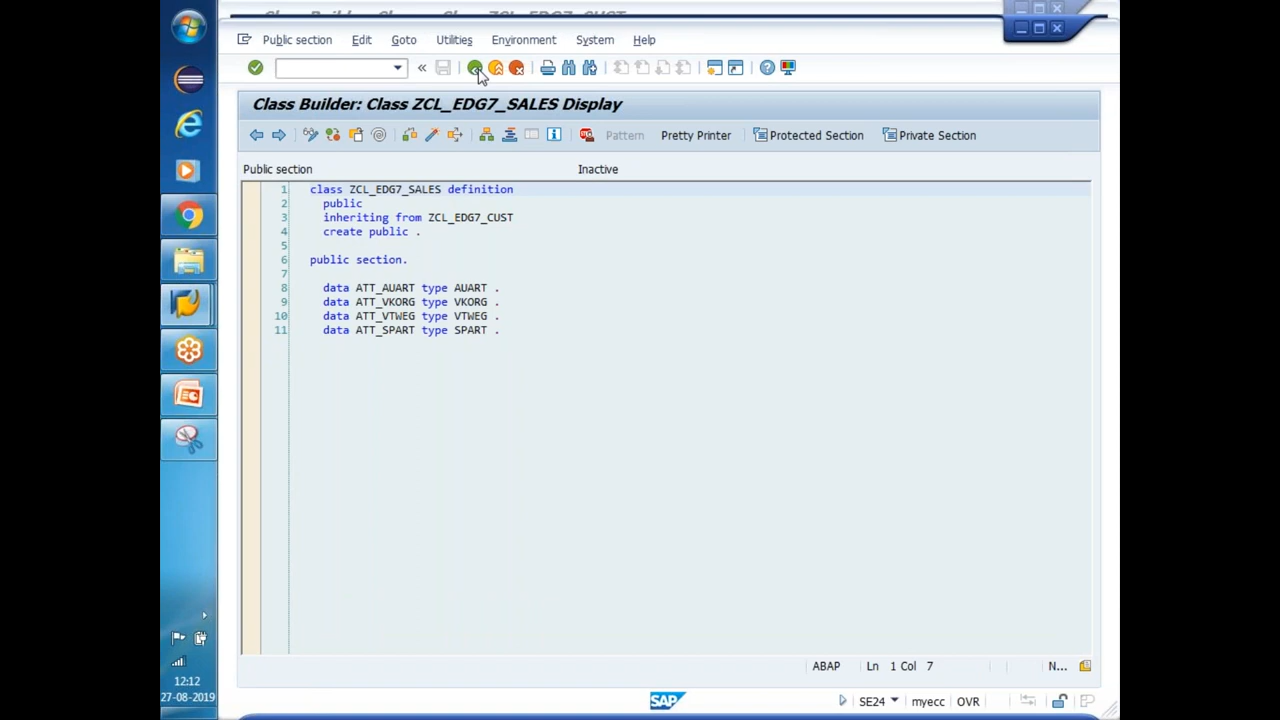 Public section Edit Goto Utilities Environment System Help
Class Builder: Class ZCL_EDG7_SALES Display
Pattern Pretty Printer Protected Section Private Section
Public section Inactive
1 class ZCL_EDG7_SALES definition
2 public
3 inheriting from ZCL_EDG7_CUST
4 create public .
5
6 public section.
7
8 data ATT_AUART type AUART .
9 data ATT_VKORG type VKORG .
10 data ATT_VTWEG type VTWEG .
11 data ATT_SPART type SPART .
ABAP Ln 1 Col 7 N...
SAP SE24 myecc OVR
12:12
27-08-2019